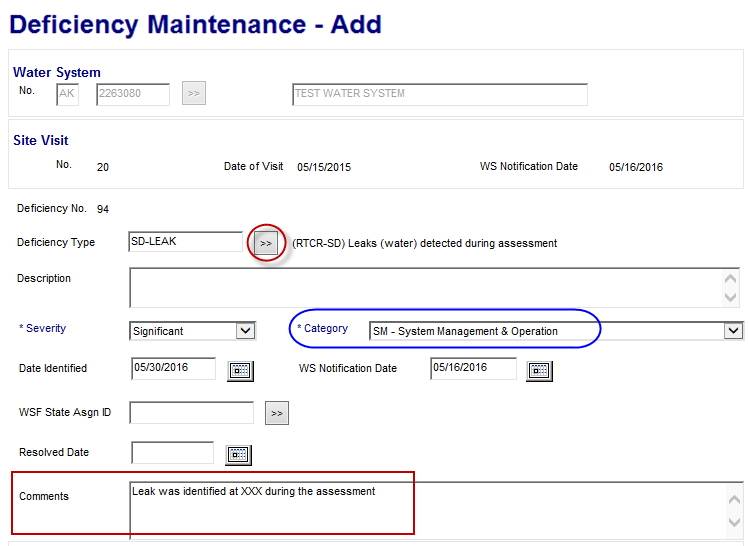 Deficiency Maintenance - Add
Water System
No. AK 2263080 >> TEST WATER SYSTEM
Site Visit
No. 20 Date of Visit 05/15/2015 WS Notification Date 05/16/2016
Deficiency No. 94
Deficiency Type SD-LEAK >> (RTCR-SD) Leaks (water) detected during assessment
Description
* Severity Significant * Category SM - System Management & Operation
Date Identified 05/30/2016 WS Notification Date 05/16/2016
WSF State Asgn ID >>
Resolved Date
Comments Leak was identified at XXX during the assessment